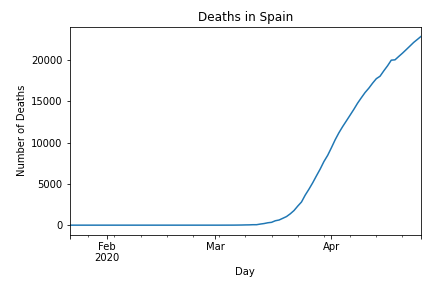 Deaths in Spain
Number of Deaths
20000
15000
10000
5000
0
Feb
2020
Mar
Apr
Day